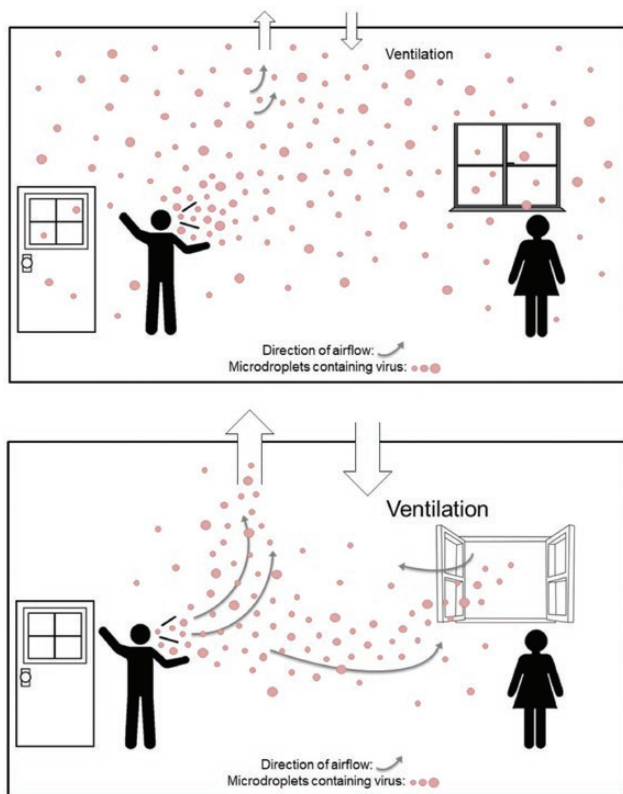 Ventilation
Direction of airflow:
Microdroplets containing virus:
Ventilation
Direction of airflow:
Microdroplets containing virus: